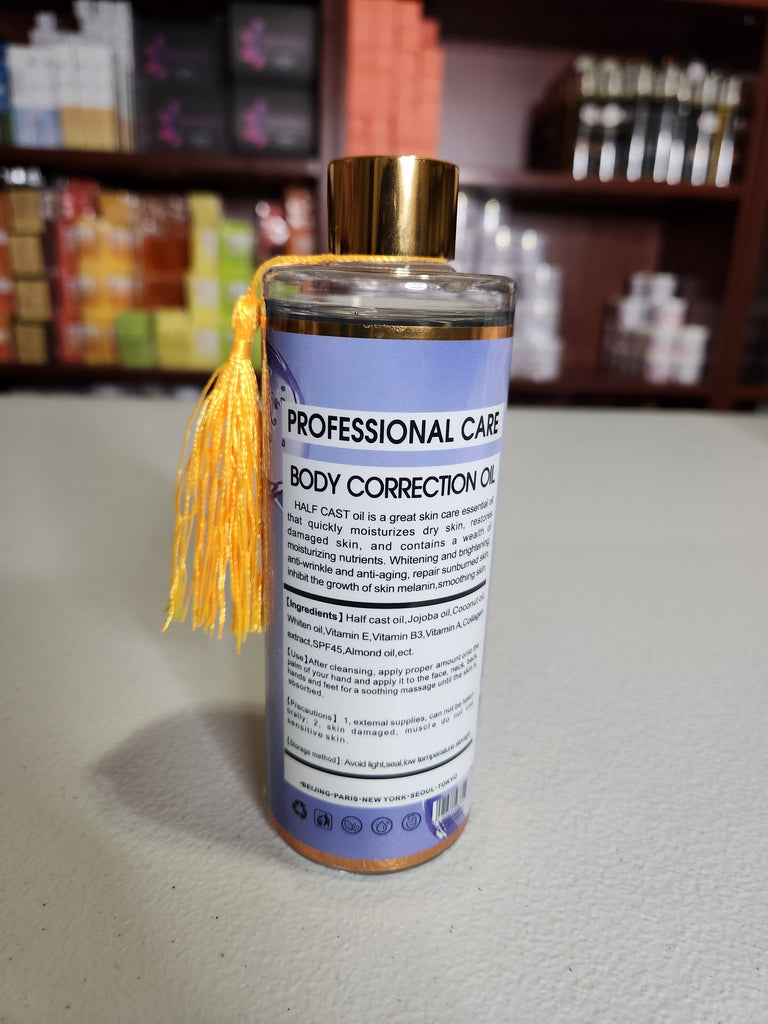 PROFESSIONAL CARE
BODY CORRECTION OIL
HALF CAST oil is a great skin care essential oil
that quickly moisturizes dry skin, restores
damaged skin, and contains a wealth of
moisturizing nutrients. Whitening and brightening,
anti-wrinkle and anti-aging, repair sunburned skin,
inhibit the growth of skin melanin,smoothing skin.
【Ingredients】Half cast oil,Jojoba oil,Coconut oil,
Whiten oil,Vitamin E,Vitamin B3,Vitamin A,Collagen
extract,SPF45,Almond oil,ect.
【Use】After cleansing, apply proper amount onto the
palm of your hand and apply it to the face, neck, back,
hands and feet for a soothing massage until the skin is
absorbed.
【Precautions】 1, external supplies, can not be taken
orally; 2, skin damaged, muscle do not use
sensitive skin.
【Storage method】: Avoid light,seal,low temperature storage.
·BEIJING·PARIS·NEW YORK·SEOUL·TOKYO